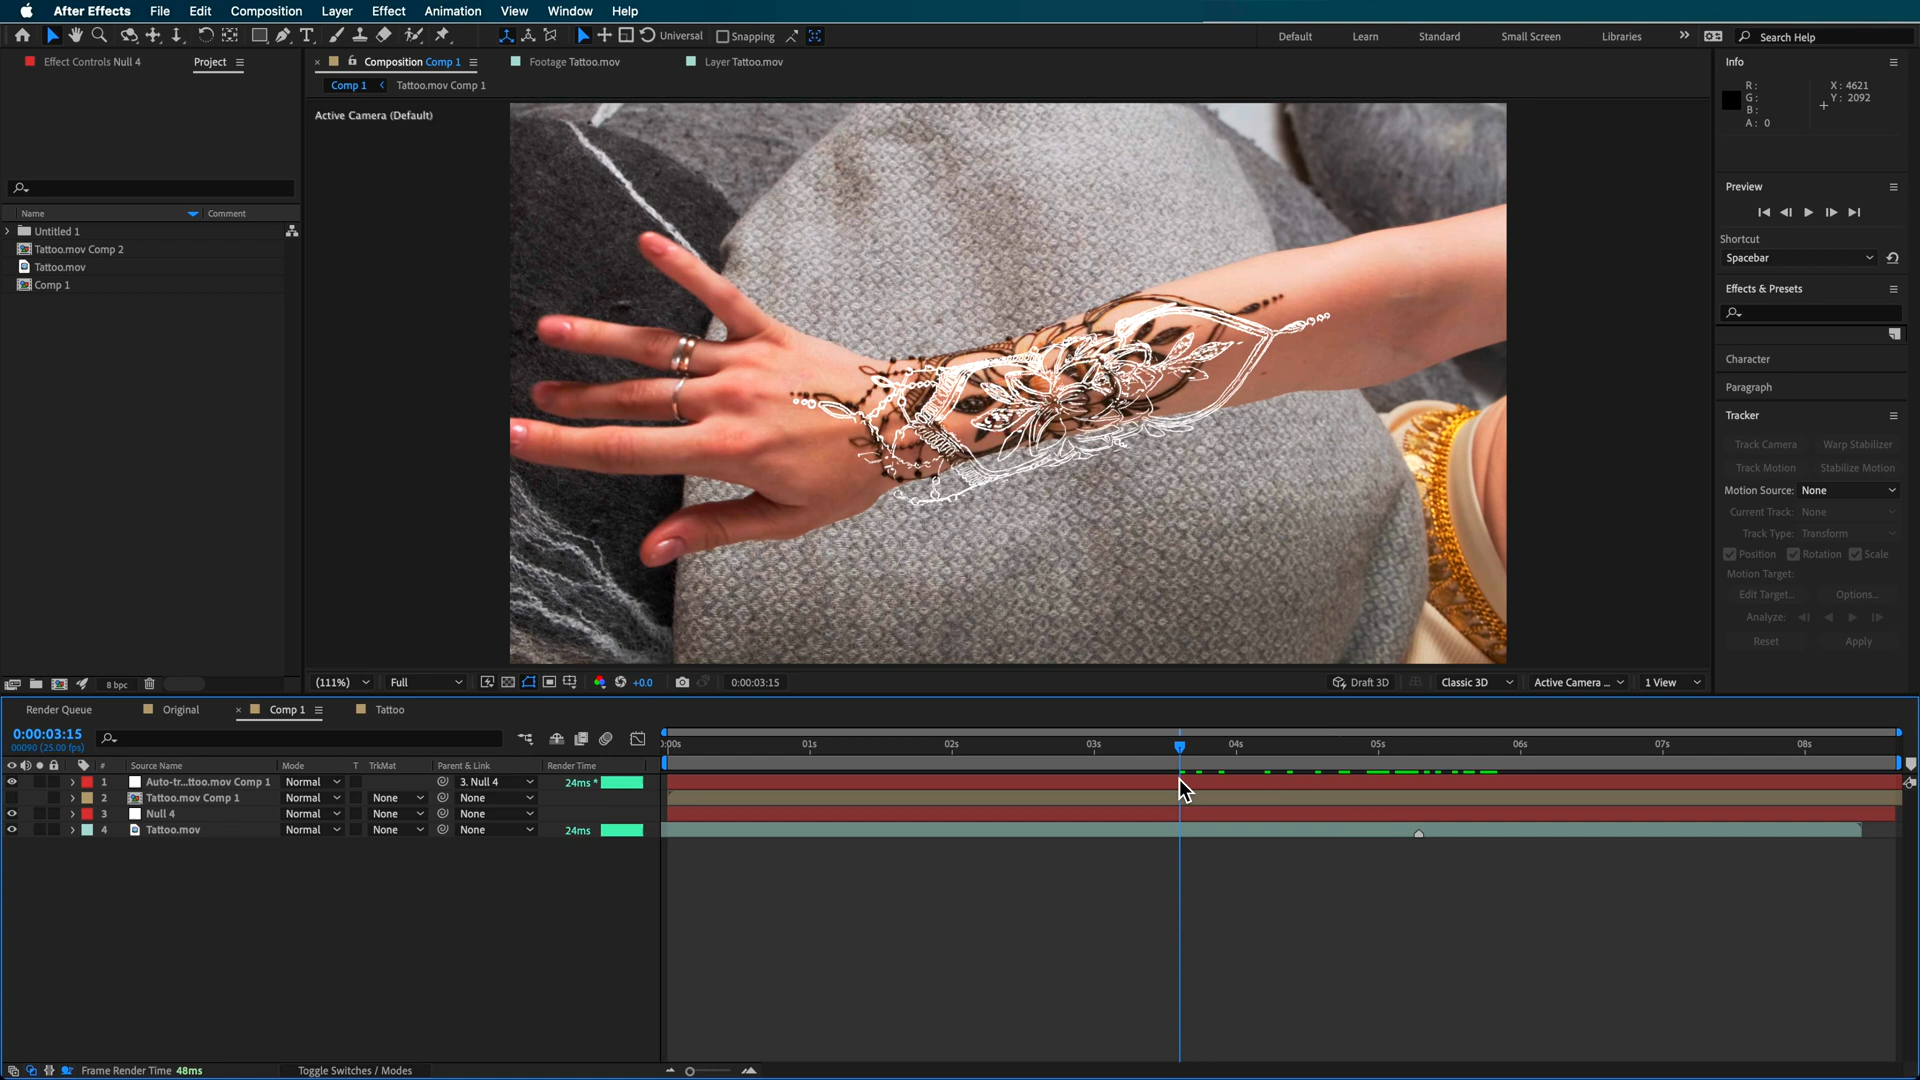 After Effects File Edit Composition Layer Effect Animation View Window Help
Universal Snapping Default Learn Standard Small Screen Libraries Search Help
Effect Controls Null 4 Project
Composition Comp 1 Footage Tattoo.mov Layer Tattoo.mov
Comp 1 Tattoo.mov Comp 1
Active Camera (Default)
Name Comment
Untitled 1
Tattoo.mov Comp 2
Tattoo.mov
Comp 1
8 bpc
Info
R:
G:
B:
A: 0
X: 4621
Y: 2092
Preview
Shortcut
Spacebar
Effects & Presets
Character
Paragraph
Tracker
Track Camera Warp Stabilizer
Track Motion Stabilize Motion
Motion Source: None
Current Track: None
Track Type: Transform
Position Rotation Scale
Motion Target:
Edit Target... Options...
Analyze:
Reset Apply
(111%) Full +0.0 0:00:03:15 Draft 3D Classic 3D Active Camera ... 1 View
Render Queue Original Comp 1 Tattoo
0:00:03:15
00090 (25.00 fps)
):00s 01s 02s 03s 04s 05s 06s 07s 08s
# Source Name Mode T TrkMat Parent & Link Render Time
1 Auto-tr...ttoo.mov Comp 1 Normal 3. Null 4 24ms *
2 Tattoo.mov Comp 1 Normal None None
3 Null 4 Normal None None
4 Tattoo.mov Normal None None 24ms
Frame Render Time 48ms Toggle Switches / Modes